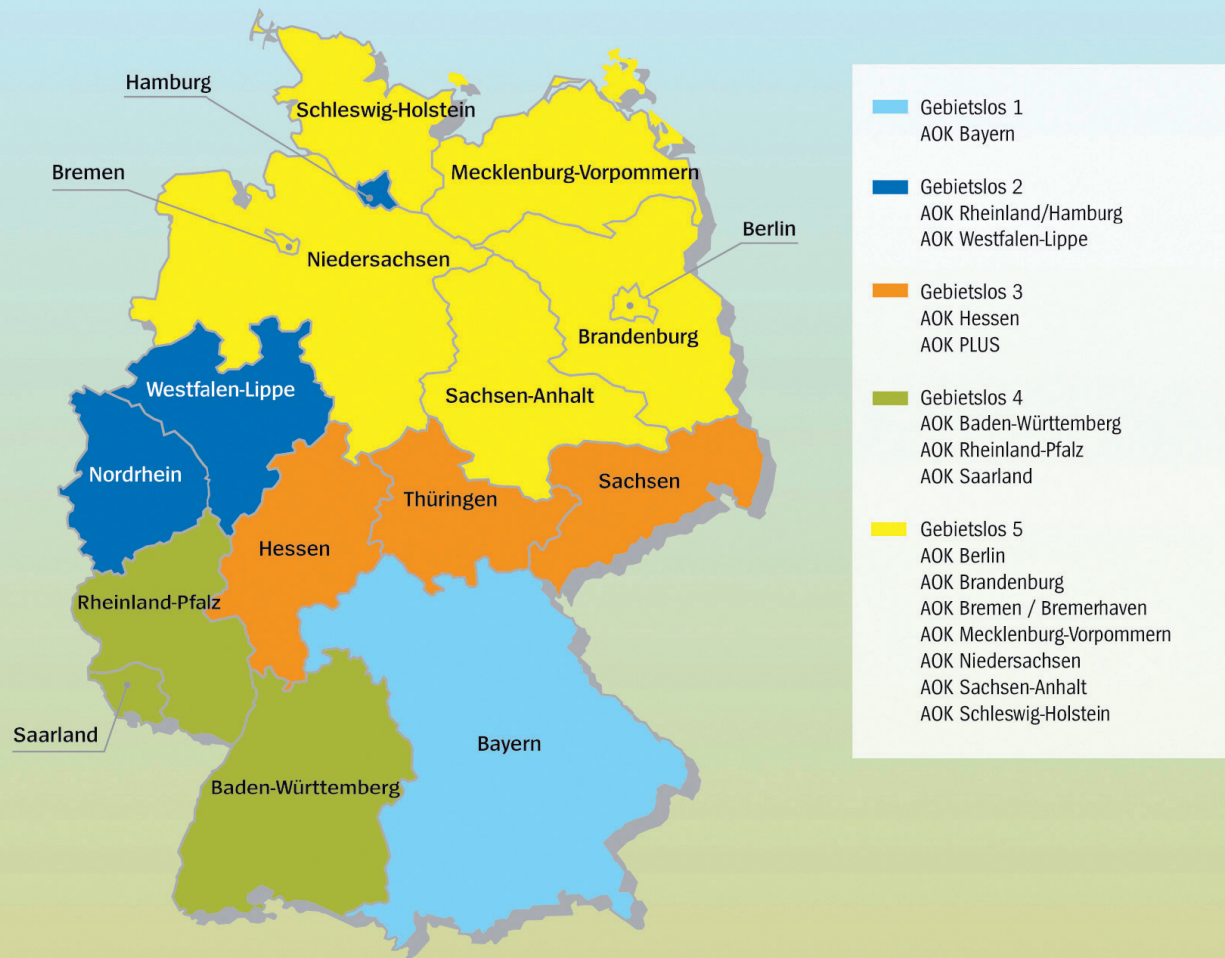 Hamburg
Schleswig-Holstein
Bremen
Mecklenburg-Vorpommern
Berlin
Niedersachsen
Brandenburg
Westfalen-Lippe
Sachsen-Anhalt
Nordrhein
Sachsen
Thüringen
Hessen
Rheinland-Pfalz
Saarland
Bayern
Baden-Württemberg
Gebietslos 1
AOK Bayern
Gebietslos 2
AOK Rheinland/Hamburg
AOK Westfalen-Lippe
Gebietslos 3
AOK Hessen
AOK PLUS
Gebietslos 4
AOK Baden-Württemberg
AOK Rheinland-Pfalz
AOK Saarland
Gebietslos 5
AOK Berlin
AOK Brandenburg
AOK Bremen / Bremerhaven
AOK Mecklenburg-Vorpommern
AOK Niedersachsen
AOK Sachsen-Anhalt
AOK Schleswig-Holstein